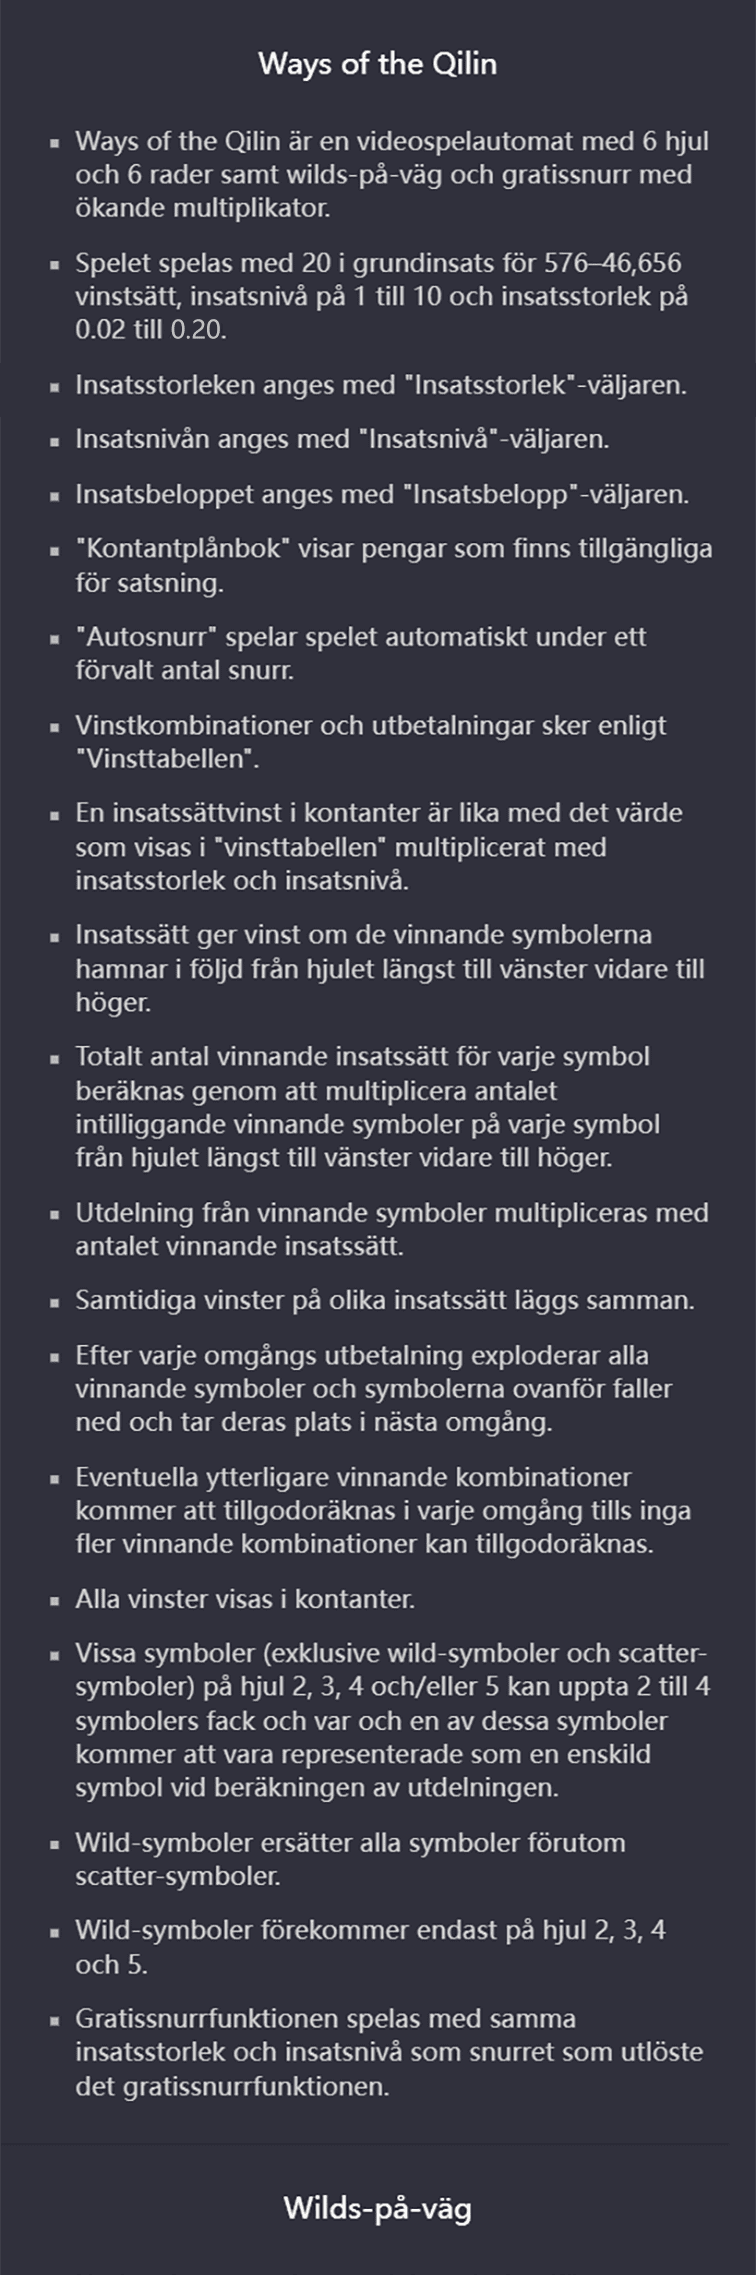 Ways of the Qilin
▪ Ways of the Qilin är en videospelautomat med 6 hjul
och 6 rader samt wilds-på-väg och gratissnurr med
ökande multiplikator.
▪ Spelet spelas med 20 i grundinsats för 576–46,656
vinstsätt, insatsnivå på 1 till 10 och insatsstorlek på
0.02 till 0.20.
▪ Insatsstorleken anges med "Insatsstorlek"-väljaren.
▪ Insatsnivån anges med "Insatsnivå"-väljaren.
▪ Insatsbeloppet anges med "Insatsbelopp"-väljaren.
▪ "Kontantplånbok" visar pengar som finns tillgängliga
för satsning.
▪ "Autosnurr" spelar spelet automatiskt under ett
förvalt antal snurr.
▪ Vinstkombinationer och utbetalningar sker enligt
"Vinsttabellen".
▪ En insatssättvinst i kontanter är lika med det värde
som visas i "vinsttabellen" multiplicerat med
insatsstorlek och insatsnivå.
▪ Insatssätt ger vinst om de vinnande symbolerna
hamnar i följd från hjulet längst till vänster vidare till
höger.
▪ Totalt antal vinnande insatssätt för varje symbol
beräknas genom att multiplicera antalet
intilliggande vinnande symboler på varje symbol
från hjulet längst till vänster vidare till höger.
▪ Utdelning från vinnande symboler multipliceras med
antalet vinnande insatssätt.
▪ Samtidiga vinster på olika insatssätt läggs samman.
▪ Efter varje omgångs utbetalning exploderar alla
vinnande symboler och symbolerna ovanför faller
ned och tar deras plats i nästa omgång.
▪ Eventuella ytterligare vinnande kombinationer
kommer att tillgodoräknas i varje omgång tills inga
fler vinnande kombinationer kan tillgodoräknas.
▪ Alla vinster visas i kontanter.
▪ Vissa symboler (exklusive wild-symboler och scatter-
symboler) på hjul 2, 3, 4 och/eller 5 kan uppta 2 till 4
symbolers fack och var och en av dessa symboler
kommer att vara representerade som en enskild
symbol vid beräkningen av utdelningen.
▪ Wild-symboler ersätter alla symboler förutom
scatter-symboler.
▪ Wild-symboler förekommer endast på hjul 2, 3, 4
och 5.
▪ Gratissnurrfunktionen spelas med samma
insatsstorlek och insatsnivå som snurret som utlöste
det gratissnurrfunktionen.
Wilds-på-väg